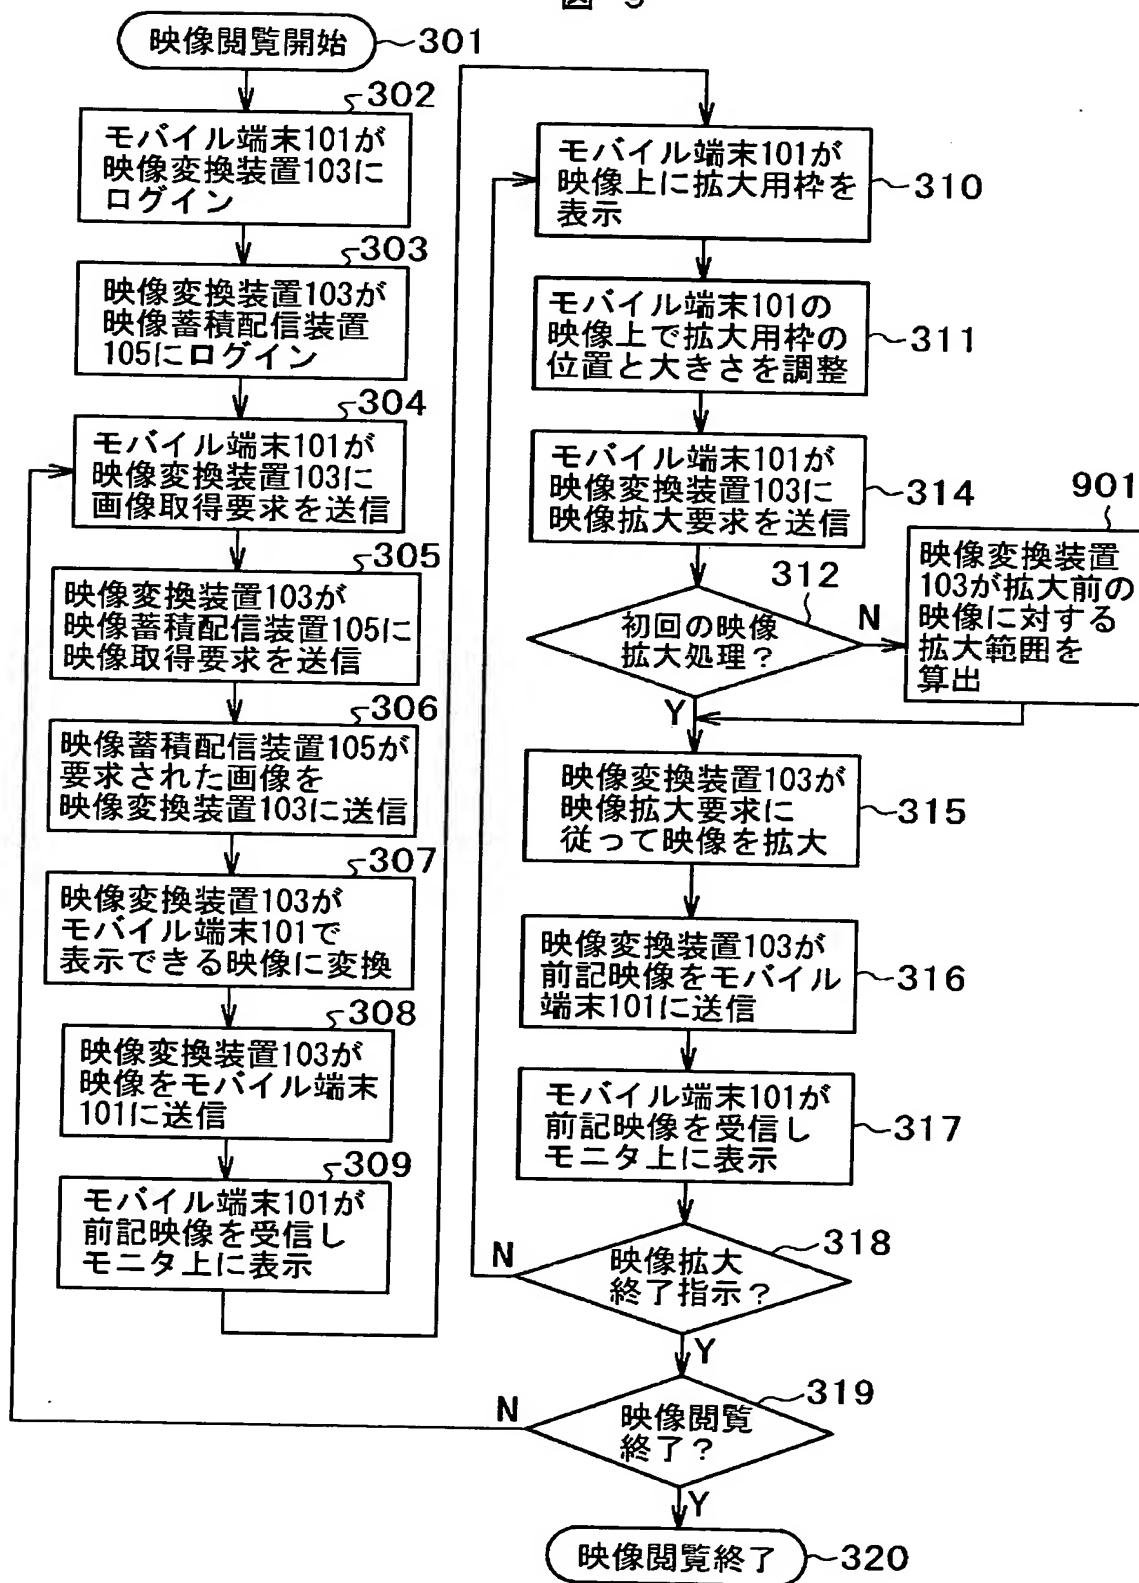 図 9
映像閲覧開始
301
302
モバイル端末101が
映像変換装置103に
ログイン
303
映像変換装置103が
映像蓄積配信装置
105にログイン
304
モバイル端末101が
映像変換装置103に
画像取得要求を送信
305
映像変換装置103が
映像蓄積配信装置105に
映像取得要求を送信
306
映像蓄積配信装置105が
要求された画像を
映像変換装置103に送信
307
映像変換装置103が
モバイル端末101で
表示できる映像に変換
308
映像変換装置103が
映像をモバイル端末
101に送信
309
モバイル端末101が
前記映像を受信し
モニタ上に表示
モバイル端末101が
映像上に拡大用枠を
表示
310
モバイル端末101の
映像上で拡大用枠の
位置と大きさを調整
311
モバイル端末101が
映像変換装置103に
映像拡大要求を送信
314
312
初回の映像
拡大処理?
N
Y
901
映像変換装置
103が拡大前の
映像に対する
拡大範囲を
算出
映像変換装置103が
映像拡大要求に
従って映像を拡大
315
映像変換装置103が
前記映像をモバイル
端末101に送信
316
モバイル端末101が
前記映像を受信し
モニタ上に表示
317
318
映像拡大
終了指示?
N
Y
319
映像閲覧
終了?
N
Y
映像閲覧終了
320